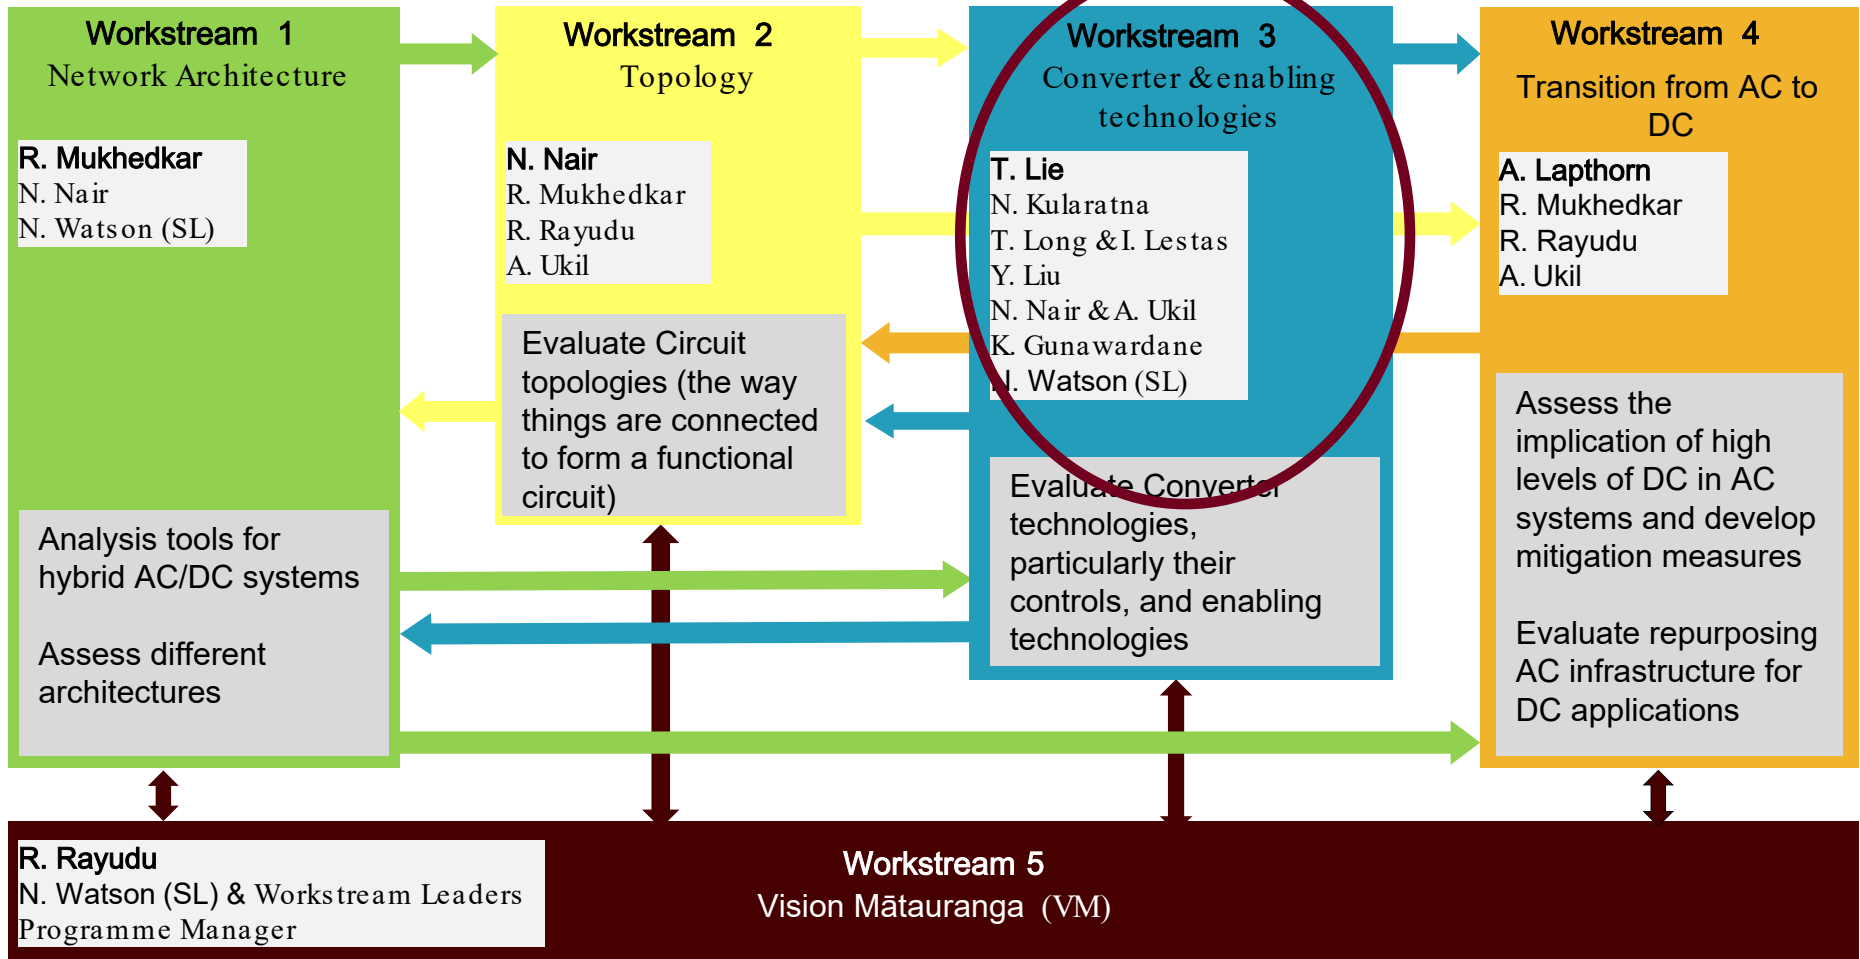 Workstream 1
Network Architecture
R. Mukhedkar
N. Nair
N. Watson (SL)
Analysis tools for
hybrid AC/DC systems
Assess different
architectures
Workstream 2
Topology
N. Nair
R. Mukhedkar
R. Rayudu
A. Ukil
Evaluate Circuit
topologies (the way
things are connected
to form a functional
circuit)
Workstream 3
Converter & enabling
technologies
T. Lie
N. Kularatna
T. Long & I. Lestas
Y. Liu
N. Nair & A. Ukil
K. Gunawardane
N. Watson (SL)
Evaluate Converter
technologies,
particularly their
controls, and enabling
technologies
Workstream 4
Transition from AC to
DC
A. Lapthorn
R. Mukhedkar
R. Rayudu
A. Ukil
Assess the
implication of high
levels of DC in AC
systems and develop
mitigation measures
Evaluate repurposing
AC infrastructure for
DC applications
R. Rayudu
N. Watson (SL) & Workstream Leaders
Programme Manager
Workstream 5
Vision Mātauranga (VM)